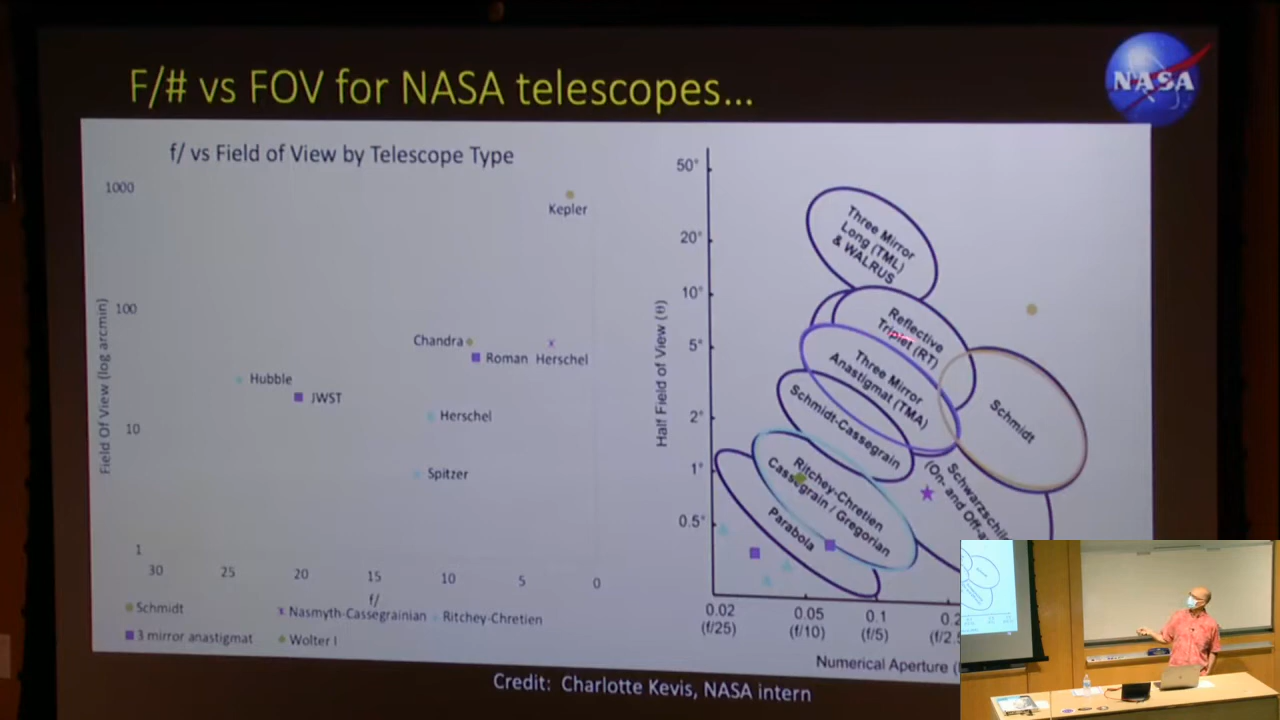 F/# vs FOV for NASA telescopes...
NASA
f/ vs Field of View by Telescope Type
Field Of View (log arcmin)
1000
100
10
1
Kepler
Chandra
Roman
Herschel
Hubble
JWST
Herschel
Spitzer
30
25
20
15
10
5
0
f/
Schmidt
Nasmyth-Cassegrainian
Ritchey-Chretien
3 mirror anastigmat
Wolter I
Half Field of View (θ)
50°
20°
10°
5°
2°
1°
0.5°
Three Mirror
Long (TML)
& WALRUS
Reflective
Triplet (RT)
Three Mirror
Anastigmat (TMA)
Schmidt
Schmidt-Cassegrain
Ritchey-Chretien
Cassegrain / Gregorian
Parabola
(On- and Off-a
0.02
(f/25)
0.05
(f/10)
0.1
(f/5)
Numerical Aperture
Credit: Charlotte Kevis, NASA intern